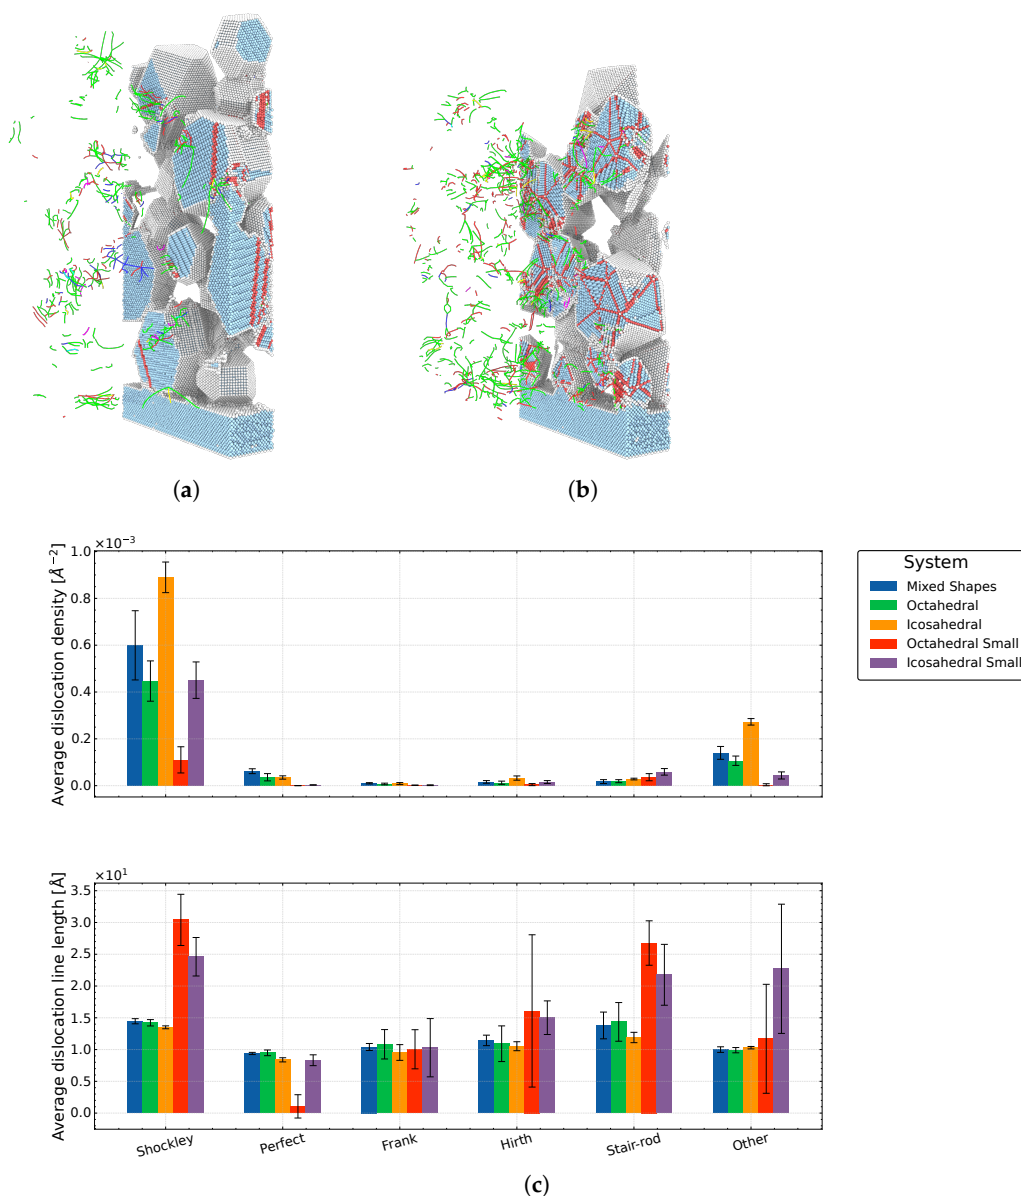 (a)
(b)
×10⁻³
1.0
0.8
0.6
0.4
0.2
0.0
Average dislocation density [Å⁻²]
System
Mixed Shapes
Octahedral
Icosahedral
Octahedral Small
Icosahedral Small
×10¹
3.5
3.0
2.5
2.0
1.5
1.0
0.5
0.0
Average dislocation line length [Å]
Shockley
Perfect
Frank
Hirth
Stair-rod
Other
(c)